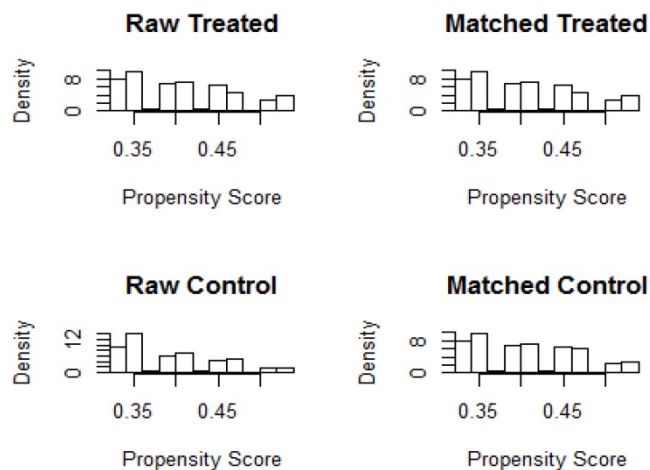 Raw Treated
Density
0 8
0.35 0.45
Propensity Score
Matched Treated
Density
0 8
0.35 0.45
Propensity Score
Raw Control
Density
0 12
0.35 0.45
Propensity Score
Matched Control
Density
0 8
0.35 0.45
Propensity Score